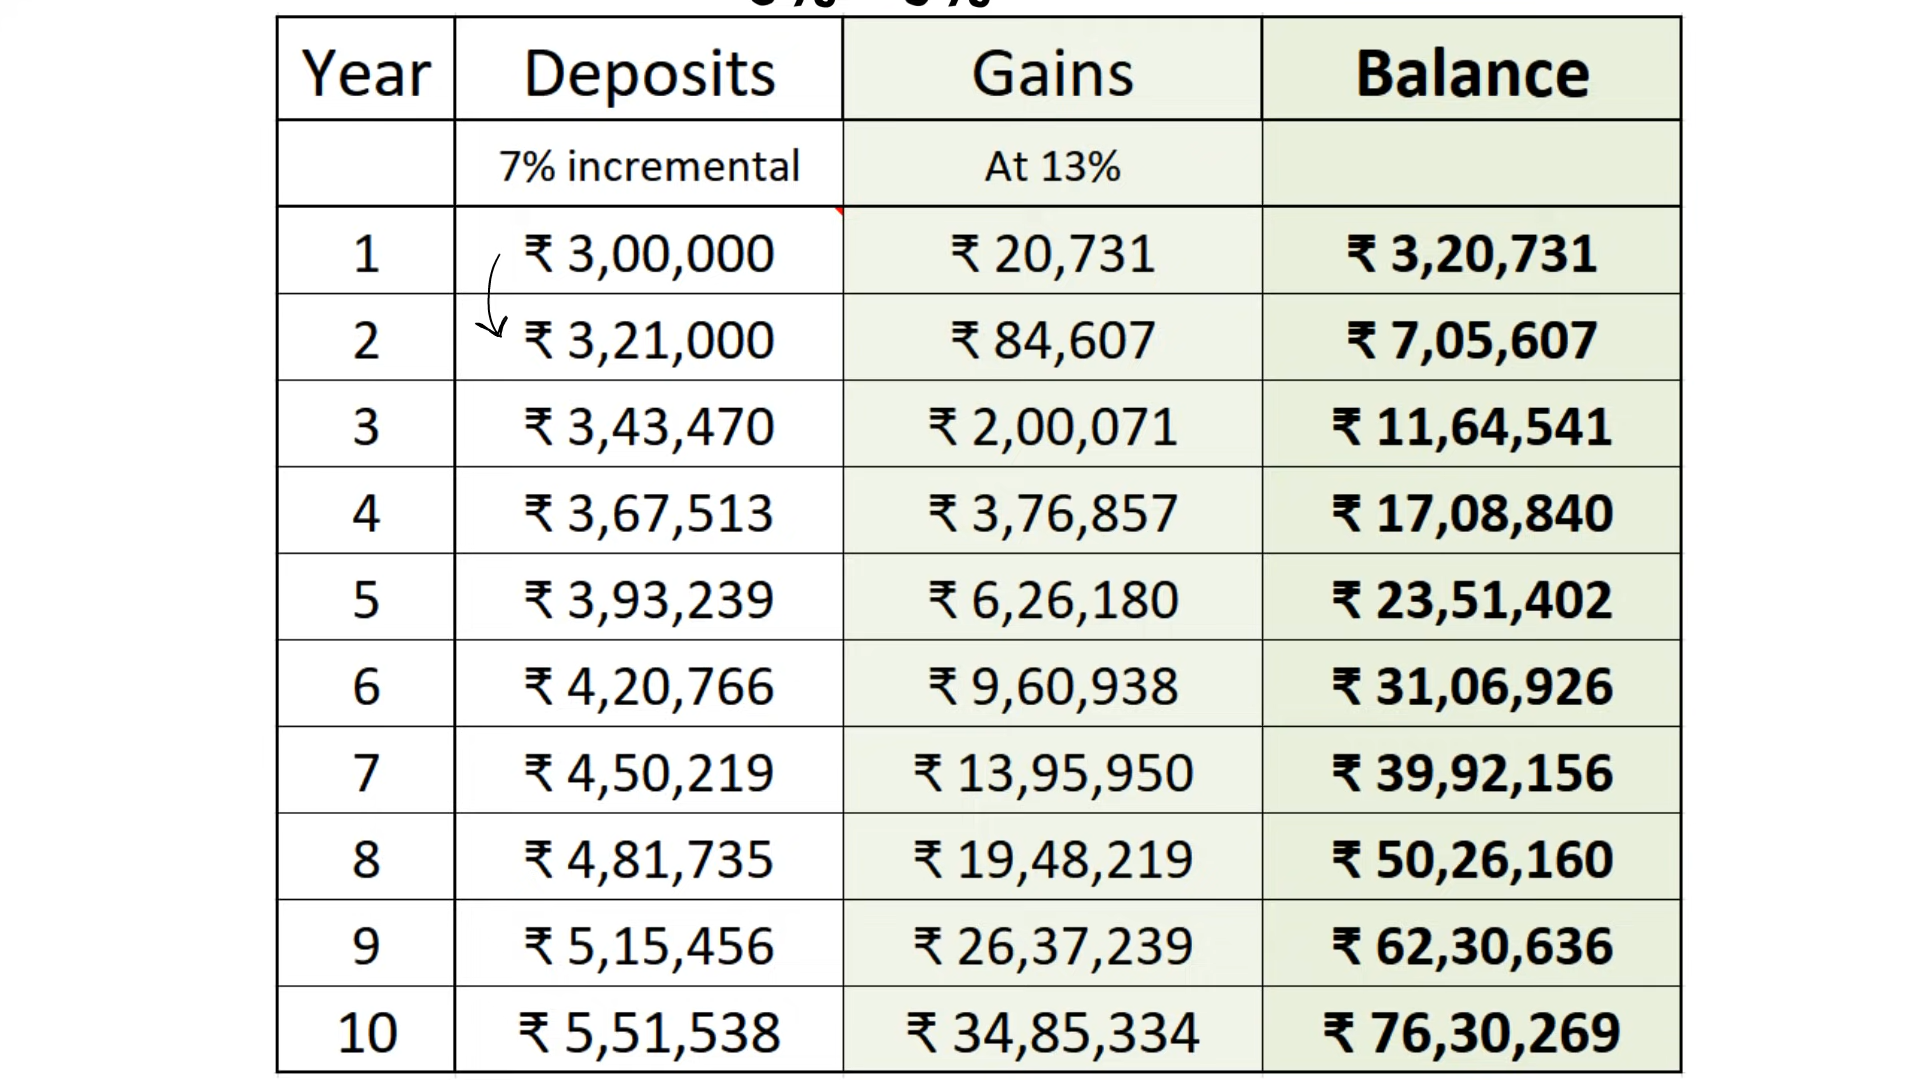 Year Deposits Gains Balance
7% incremental At 13%
1 ₹ 3,00,000 ₹ 20,731 ₹ 3,20,731
2 ₹ 3,21,000 ₹ 84,607 ₹ 7,05,607
3 ₹ 3,43,470 ₹ 2,00,071 ₹ 11,64,541
4 ₹ 3,67,513 ₹ 3,76,857 ₹ 17,08,840
5 ₹ 3,93,239 ₹ 6,26,180 ₹ 23,51,402
6 ₹ 4,20,766 ₹ 9,60,938 ₹ 31,06,926
7 ₹ 4,50,219 ₹ 13,95,950 ₹ 39,92,156
8 ₹ 4,81,735 ₹ 19,48,219 ₹ 50,26,160
9 ₹ 5,15,456 ₹ 26,37,239 ₹ 62,30,636
10 ₹ 5,51,538 ₹ 34,85,334 ₹ 76,30,269